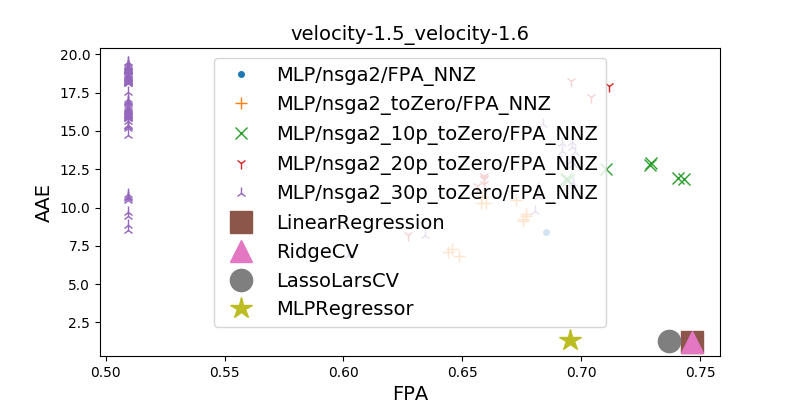 velocity-1.5_velocity-1.6
20.0
17.5
15.0
12.5
10.0
7.5
5.0
2.5
AAE
MLP/nsga2/FPA_NNZ
MLP/nsga2_toZero/FPA_NNZ
MLP/nsga2_10p_toZero/FPA_NNZ
MLP/nsga2_20p_toZero/FPA_NNZ
MLP/nsga2_30p_toZero/FPA_NNZ
LinearRegression
RidgeCV
LassoLarsCV
MLPRegressor
0.50 0.55 0.60 0.65 0.70 0.75
FPA